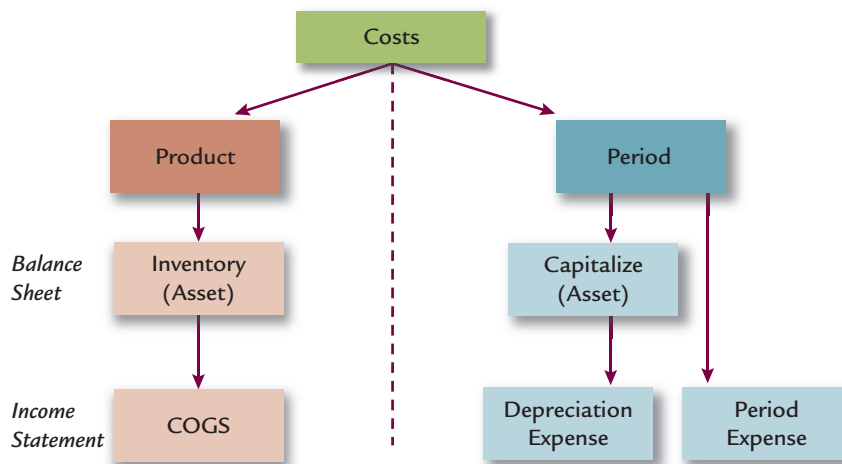 Costs
Product
Period
Balance
Sheet
Inventory
(Asset)
Capitalize
(Asset)
Income
Statement
COGS
Depreciation
Expense
Period
Expense